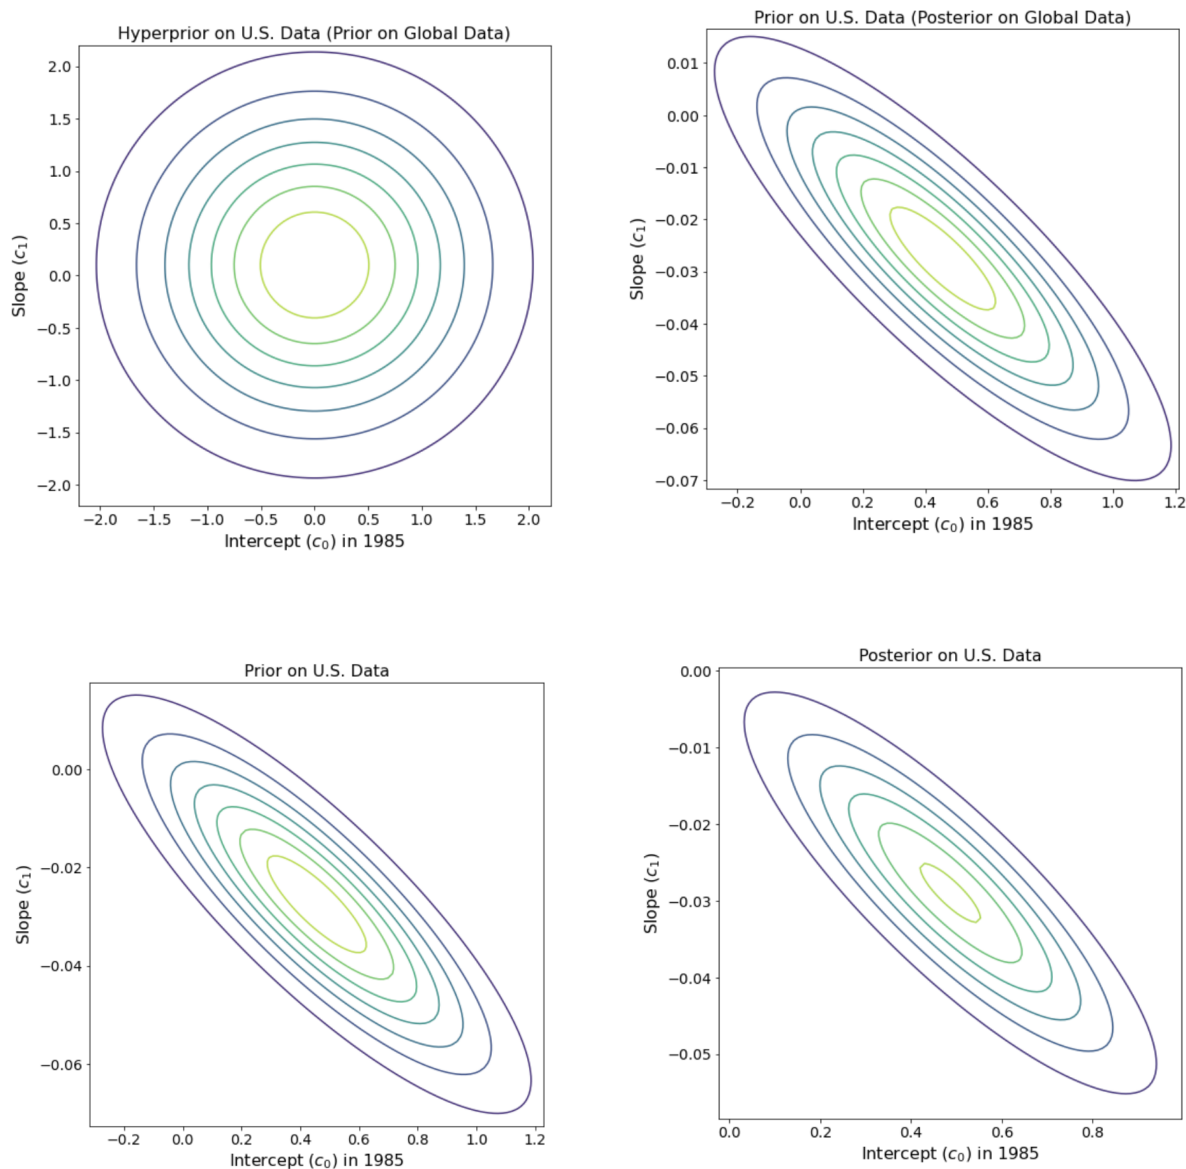 Hyperprior on U.S. Data (Prior on Global Data)
2.0
1.5
1.0
0.5
0.0
−0.5
−1.0
−1.5
−2.0
Slope (c₁)
−2.0 −1.5 −1.0 −0.5 0.0 0.5 1.0 1.5 2.0
Intercept (c₀) in 1985
Prior on U.S. Data (Posterior on Global Data)
0.01
0.00
−0.01
−0.02
−0.03
−0.04
−0.05
−0.06
−0.07
Slope (c₁)
−0.2 0.0 0.2 0.4 0.6 0.8 1.0 1.2
Intercept (c₀) in 1985
Prior on U.S. Data
0.00
−0.02
−0.04
−0.06
Slope (c₁)
−0.2 0.0 0.2 0.4 0.6 0.8 1.0 1.2
Intercept (c₀) in 1985
Posterior on U.S. Data
0.00
−0.01
−0.02
−0.03
−0.04
−0.05
Slope (c₁)
0.0 0.2 0.4 0.6 0.8
Intercept (c₀) in 1985